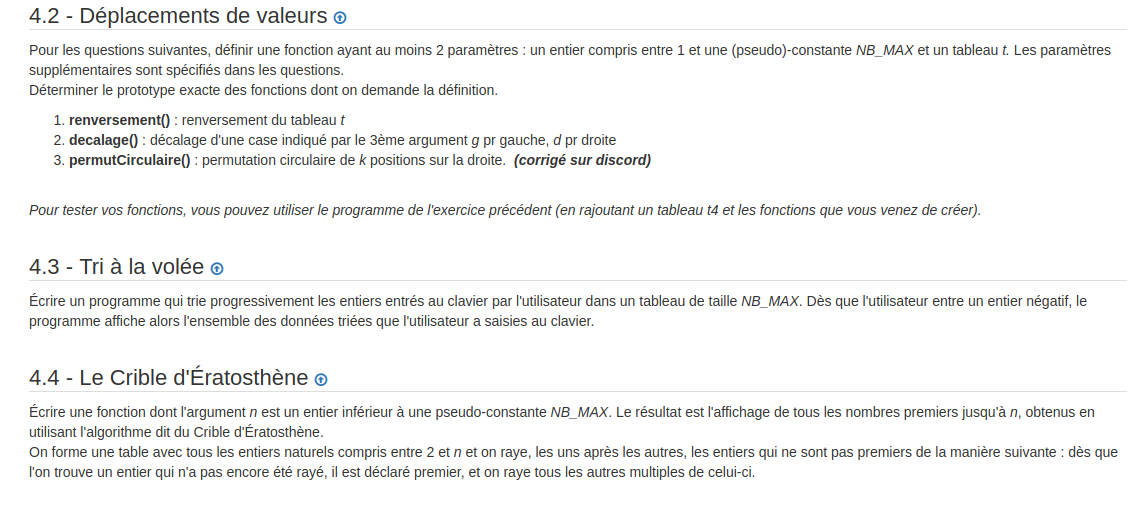 4.2 - Déplacements de valeurs
Pour les questions suivantes, définir une fonction ayant au moins 2 paramètres : un entier compris entre 1 et une (pseudo)-constante NB_MAX et un tableau t. Les paramètres
supplémentaires sont spécifiés dans les questions.
Déterminer le prototype exacte des fonctions dont on demande la définition.
1. renversement() : renversement du tableau t
2. decalage() : décalage d'une case indiqué par le 3ème argument g pr gauche, d pr droite
3. permutCirculaire() : permutation circulaire de k positions sur la droite. (corrigé sur discord)
Pour tester vos fonctions, vous pouvez utiliser le programme de l'exercice précédent (en rajoutant un tableau t4 et les fonctions que vous venez de créer).
4.3 - Tri à la volée
Écrire un programme qui trie progressivement les entiers entrés au clavier par l'utilisateur dans un tableau de taille NB_MAX. Dès que l'utilisateur entre un entier négatif, le
programme affiche alors l'ensemble des données triées que l'utilisateur a saisies au clavier.
4.4 - Le Crible d'Ératosthène
Écrire une fonction dont l'argument n est un entier inférieur à une pseudo-constante NB_MAX. Le résultat est l'affichage de tous les nombres premiers jusqu'à n, obtenus en
utilisant l'algorithme dit du Crible d'Ératosthène.
On forme une table avec tous les entiers naturels compris entre 2 et n et on raye, les uns après les autres, les entiers qui ne sont pas premiers de la manière suivante : dès que
l'on trouve un entier qui n'a pas encore été rayé, il est déclaré premier, et on raye tous les autres multiples de celui-ci.